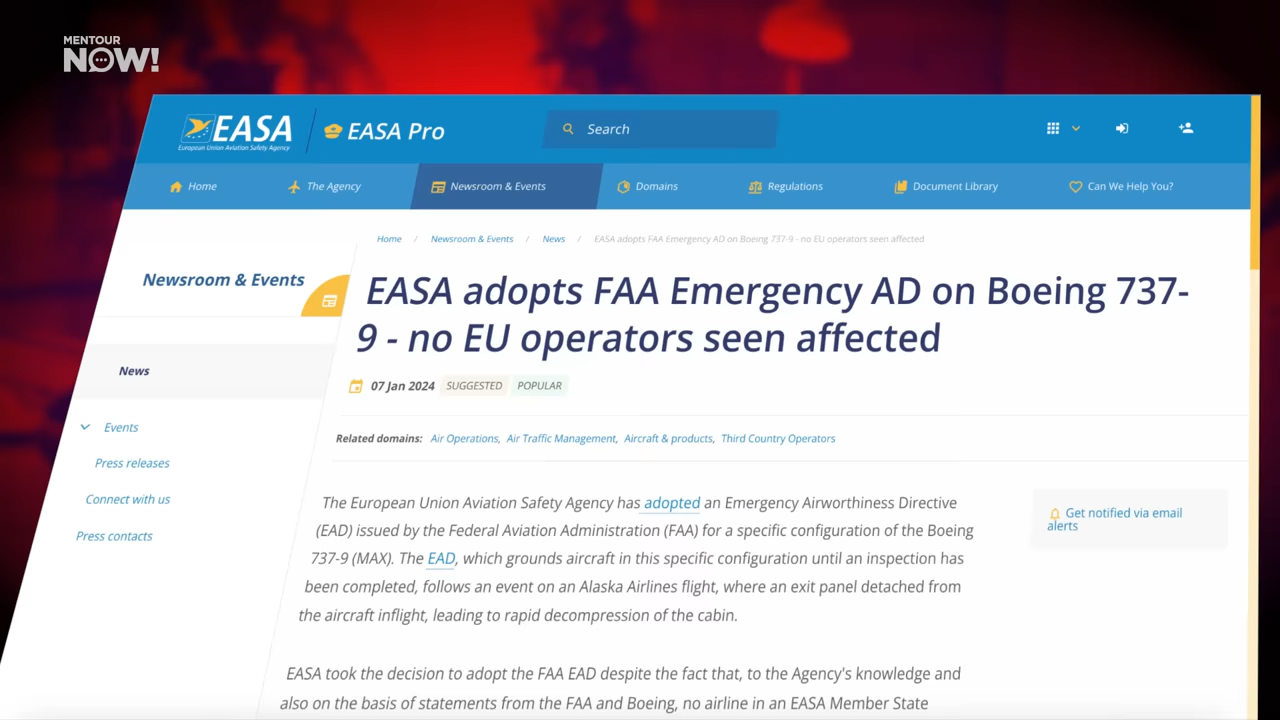 MENTOUR
NOW!
EASA
European Union Aviation Safety Agency
EASA Pro
Search
Home
The Agency
Newsroom & Events
Domains
Regulations
Document Library
Can We Help You?
Home / Newsroom & Events / News / EASA adopts FAA Emergency AD on Boeing 737-9 - no EU operators seen affected
Newsroom & Events
News
Events
Press releases
Connect with us
Press contacts
EASA adopts FAA Emergency AD on Boeing 737-
9 - no EU operators seen affected
07 Jan 2024 SUGGESTED POPULAR
Related domains: Air Operations, Air Traffic Management, Aircraft & products, Third Country Operators
The European Union Aviation Safety Agency has adopted an Emergency Airworthiness Directive
(EAD) issued by the Federal Aviation Administration (FAA) for a specific configuration of the Boeing
737-9 (MAX). The EAD, which grounds aircraft in this specific configuration until an inspection has
been completed, follows an event on an Alaska Airlines flight, where an exit panel detached from
the aircraft inflight, leading to rapid decompression of the cabin.
EASA took the decision to adopt the FAA EAD despite the fact that, to the Agency's knowledge and
also on the basis of statements from the FAA and Boeing, no airline in an EASA Member State
Get notified via email
alerts